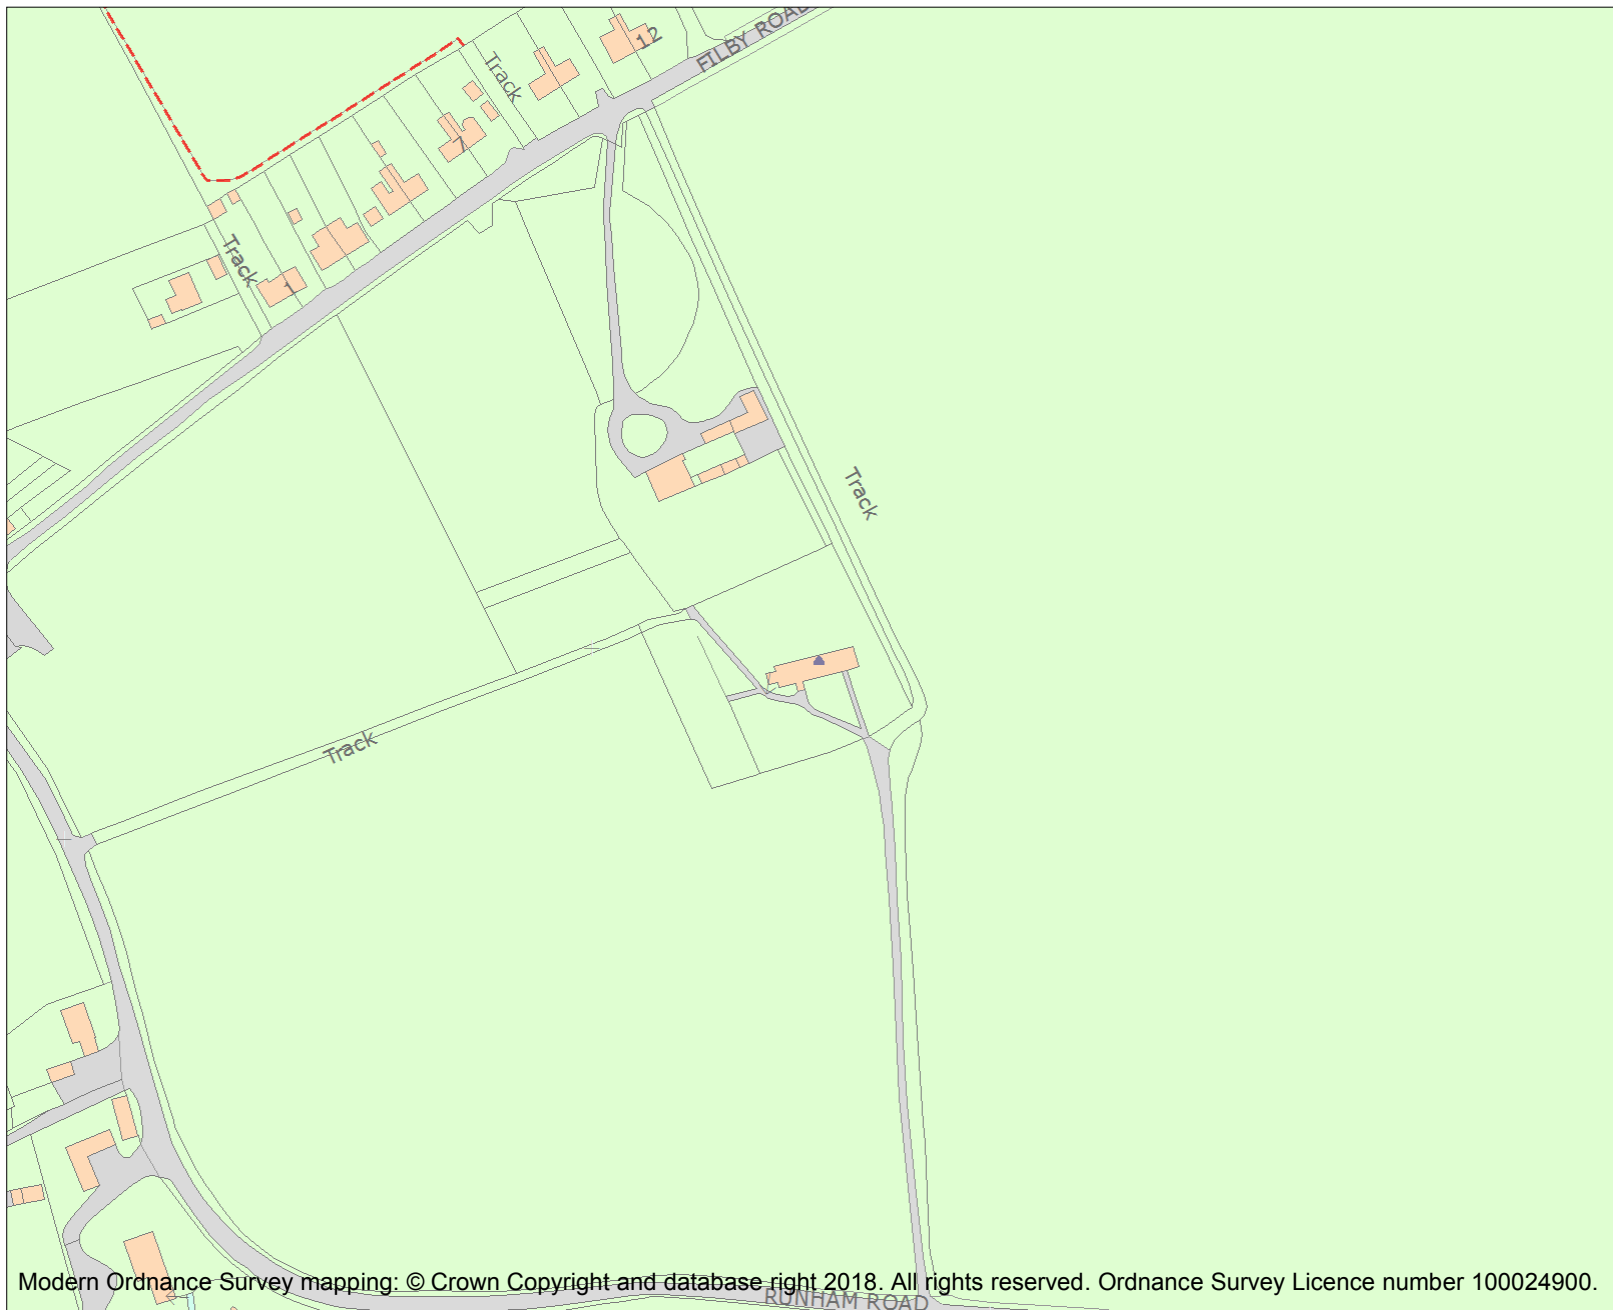 FILBY ROAD
12
Track
7
Track
1
Track
Track
Modern Ordnance Survey mapping: © Crown Copyright and database right 2018. All rights reserved. Ordnance Survey Licence number 100024900.
RUNHAM ROAD